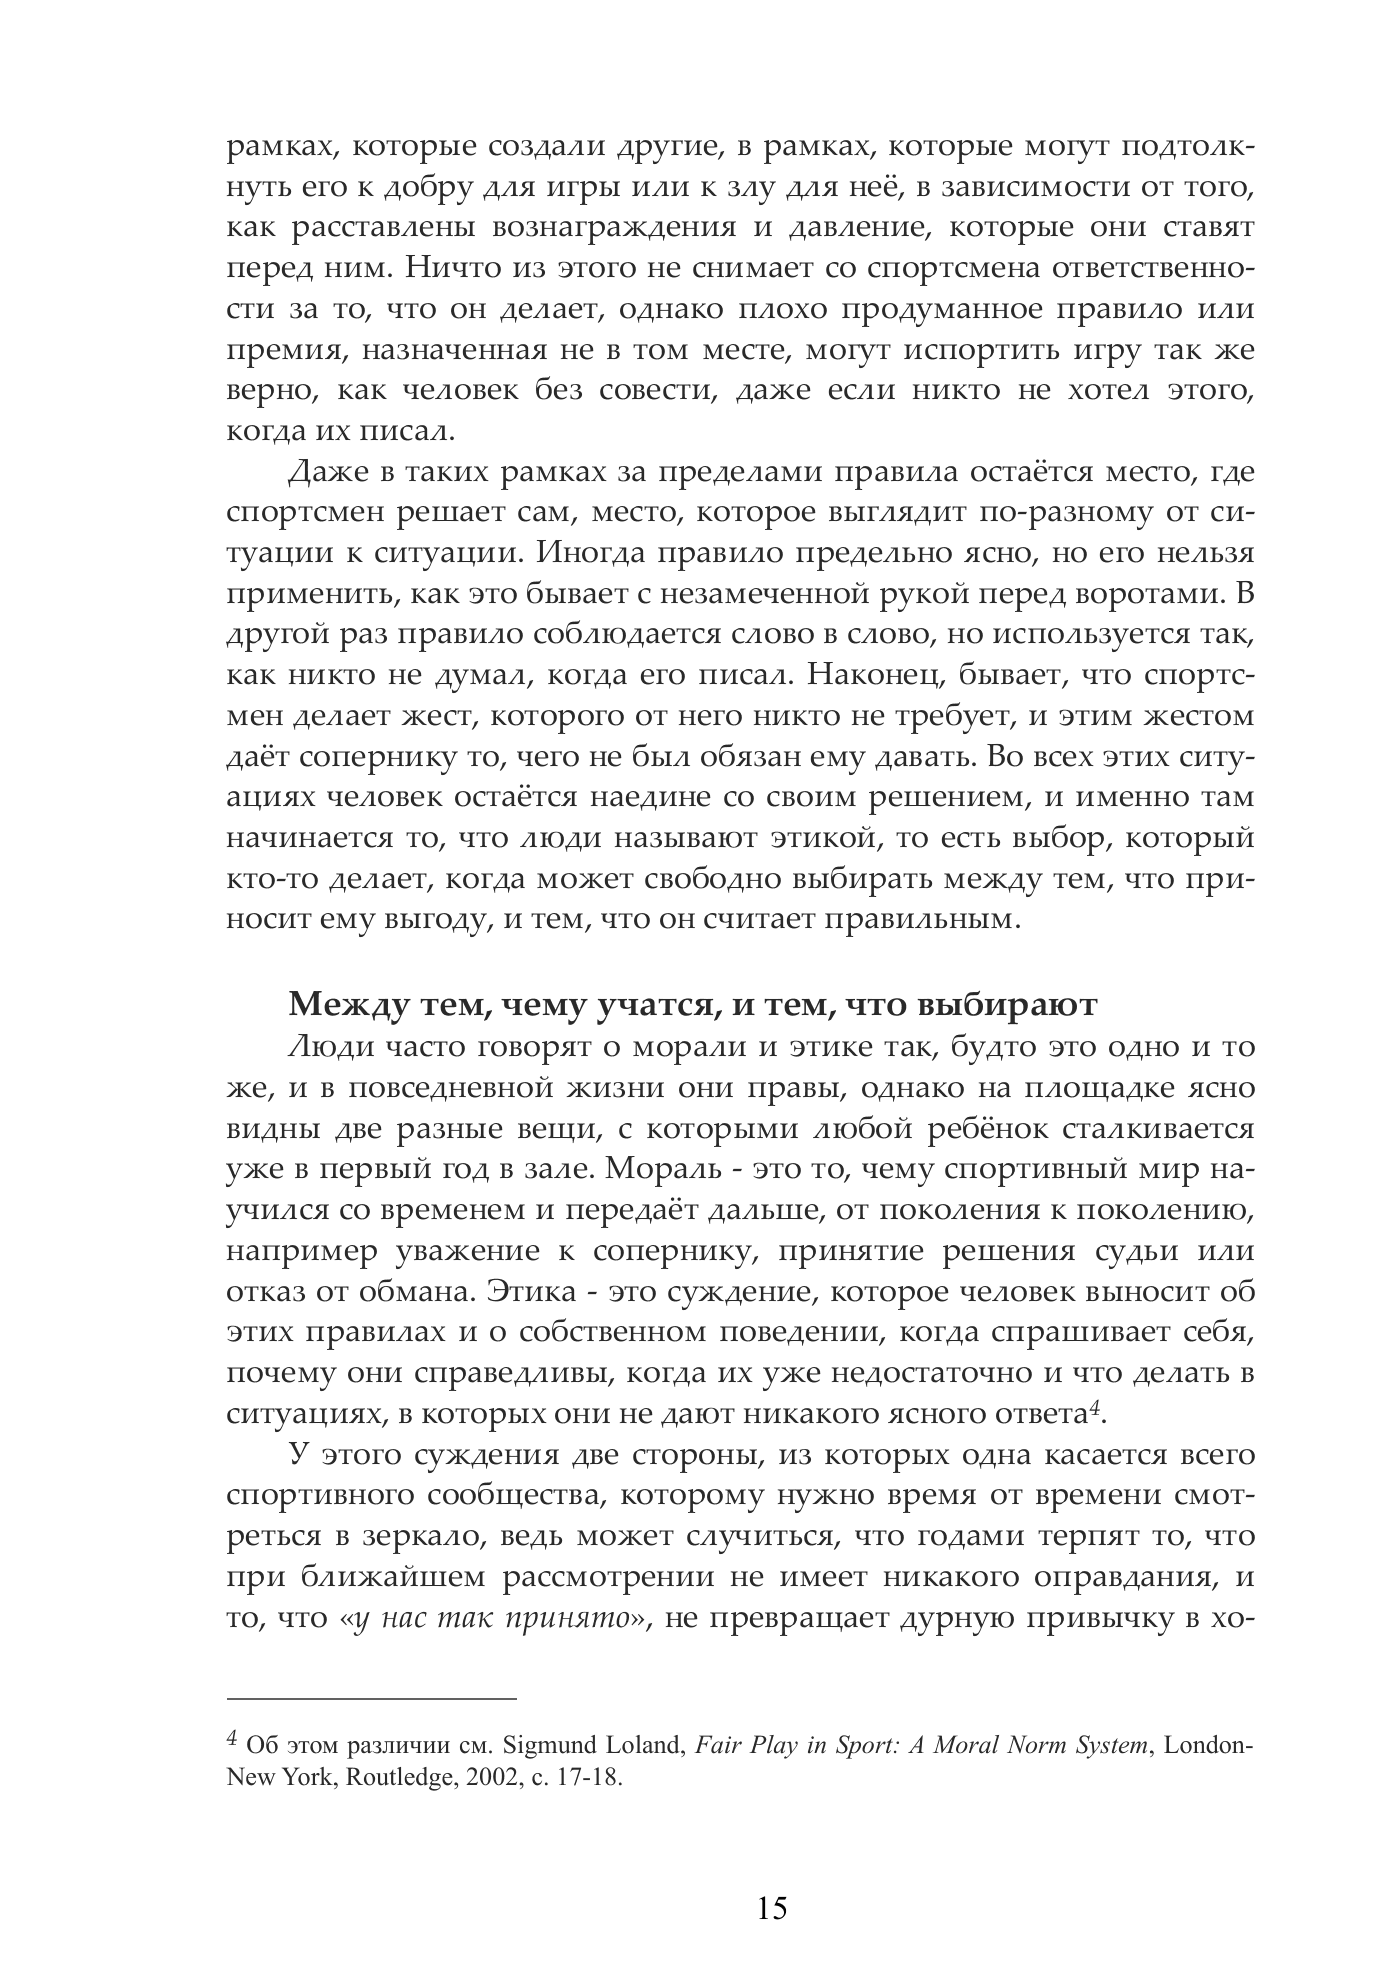 рамках, которые создали другие, в рамках, которые могут подтолк-
нуть его к добру для игры или к злу для неё, в зависимости от того,
как расставлены вознаграждения и давление, которые они ставят
перед ним. Ничто из этого не снимает со спортсмена ответственно-
сти за то, что он делает, однако плохо продуманное правило или
премия, назначенная не в том месте, могут испортить игру так же
верно, как человек без совести, даже если никто не хотел этого,
когда их писал.
Даже в таких рамках за пределами правила остаётся место, где
спортсмен решает сам, место, которое выглядит по-разному от си-
туации к ситуации. Иногда правило предельно ясно, но его нельзя
применить, как это бывает с незамеченной рукой перед воротами. В
другой раз правило соблюдается слово в слово, но используется так,
как никто не думал, когда его писал. Наконец, бывает, что спортс-
мен делает жест, которого от него никто не требует, и этим жестом
даёт сопернику то, чего не был обязан ему давать. Во всех этих ситу-
ациях человек остаётся наедине со своим решением, и именно там
начинается то, что люди называют этикой, то есть выбор, который
кто-то делает, когда может свободно выбирать между тем, что при-
носит ему выгоду, и тем, что он считает правильным.
Между тем, чему учатся, и тем, что выбирают
Люди часто говорят о морали и этике так, будто это одно и то
же, и в повседневной жизни они правы, однако на площадке ясно
видны две разные вещи, с которыми любой ребёнок сталкивается
уже в первый год в зале. Мораль - это то, чему спортивный мир на-
учился со временем и передаёт дальше, от поколения к поколению,
например уважение к сопернику, принятие решения судьи или
отказ от обмана. Этика - это суждение, которое человек выносит об
этих правилах и о собственном поведении, когда спрашивает себя,
почему они справедливы, когда их уже недостаточно и что делать в
ситуациях, в которых они не дают никакого ясного ответа4.
У этого суждения две стороны, из которых одна касается всего
спортивного сообщества, которому нужно время от времени смот-
реться в зеркало, ведь может случиться, что годами терпят то, что
при ближайшем рассмотрении не имеет никакого оправдания, и
то, что «у нас так принято», не превращает дурную привычку в хо-
4 Об этом различии см. Sigmund Loland, Fair Play in Sport: A Moral Norm System, London-
New York, Routledge, 2002, с. 17-18.
15